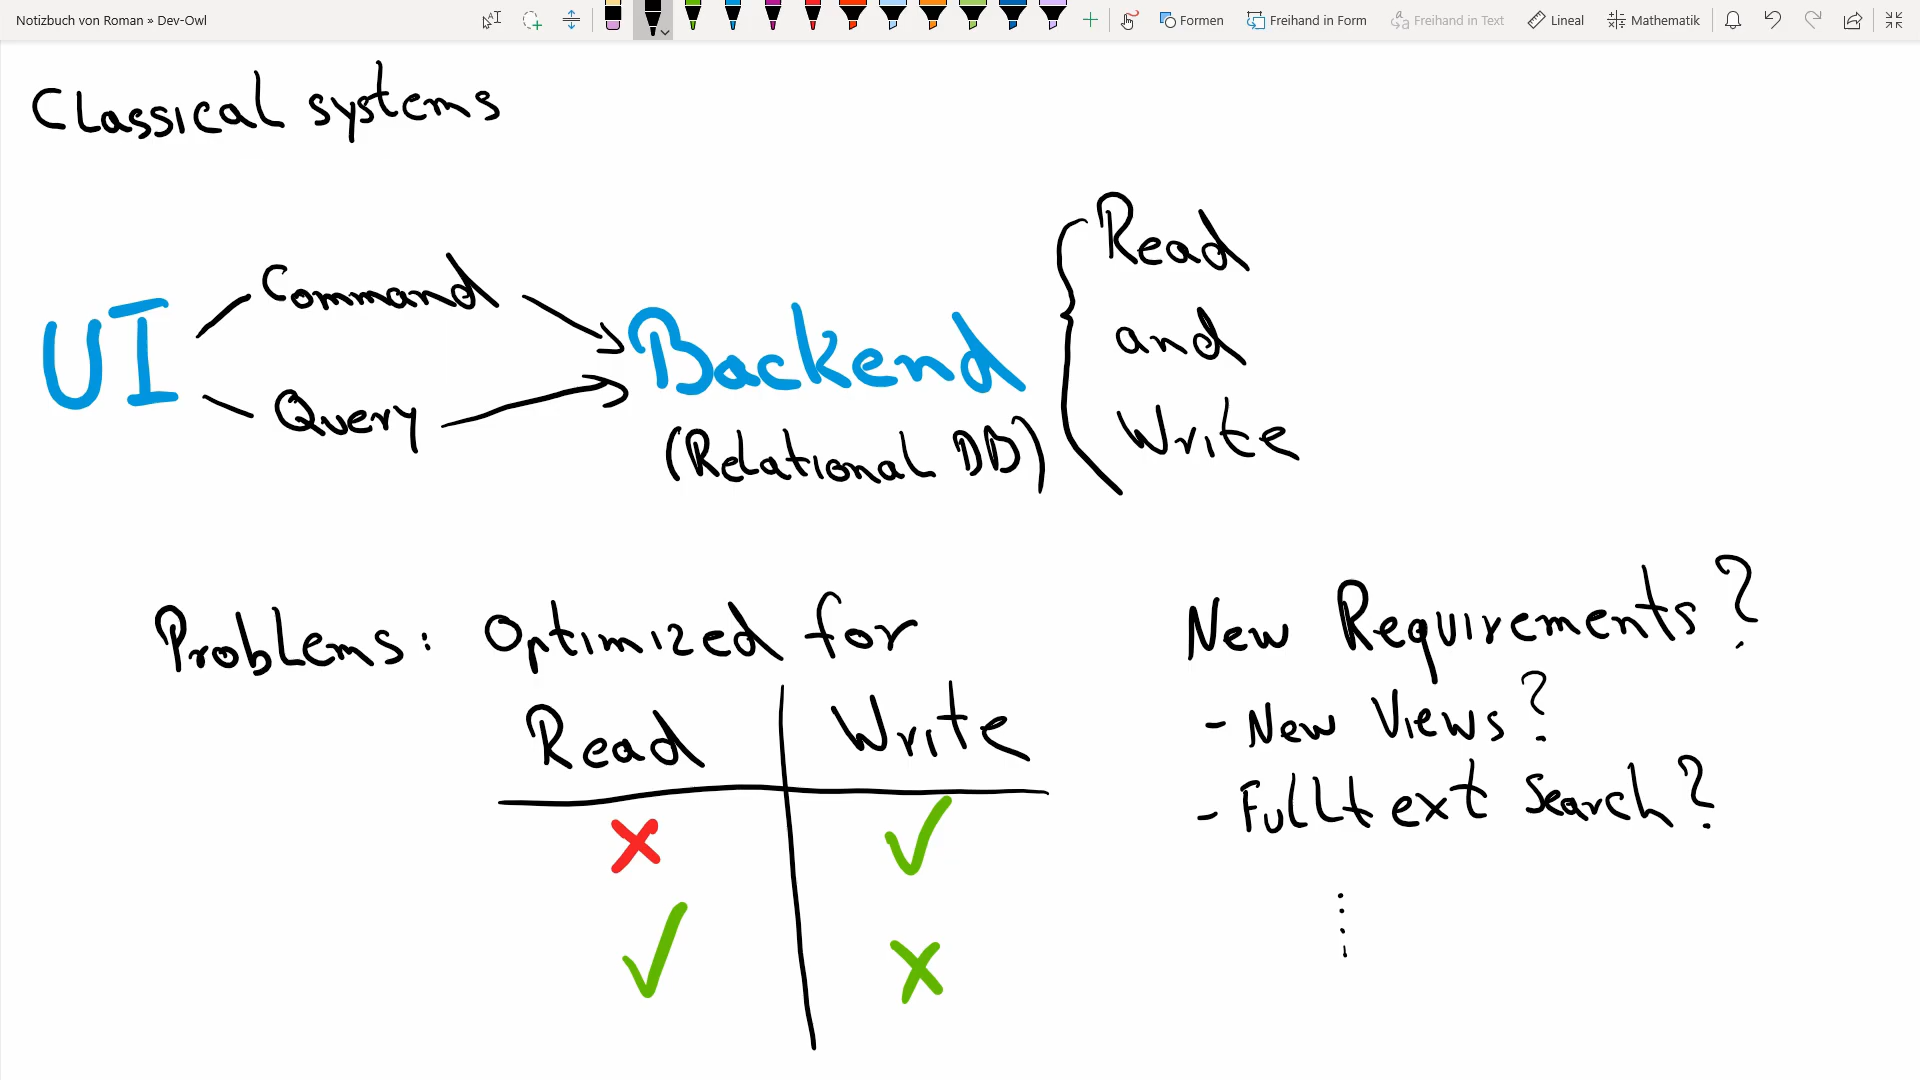 Notizbuch von Roman » Dev-Owl
Formen
Freihand in Form
Freihand in Text
Lineal
Mathematik
Classical systems
UI
Command
Query
Backend
(Relational DB)
Read
and
Write
Problems: Optimized for
Read Write
New Requirements?
- New Views?
- Fulltext Search?